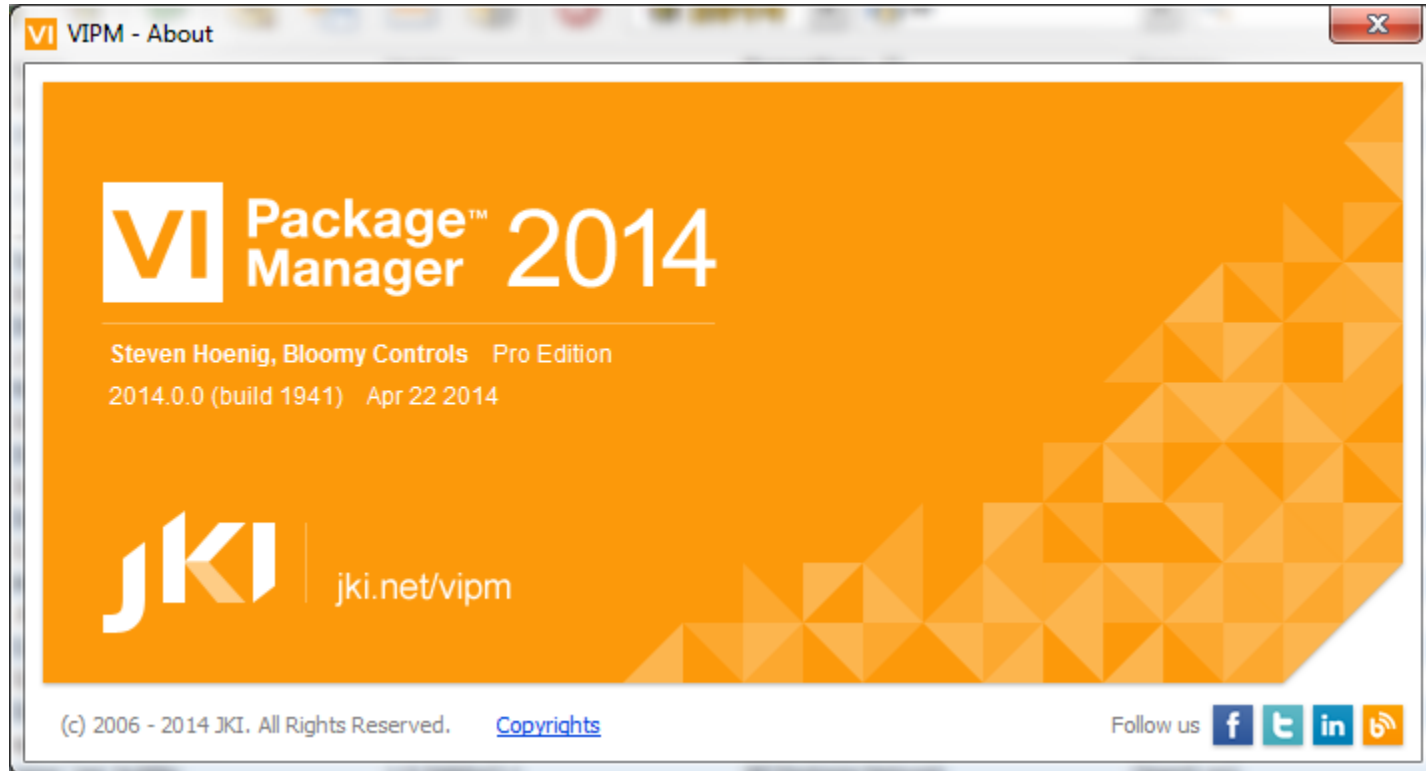 VI VIPM - About
VI Package™ Manager 2014
Steven Hoenig, Bloomy Controls Pro Edition
2014.0.0 (build 1941) Apr 22 2014
JKI jki.net/vipm
(c) 2006 - 2014 JKI. All Rights Reserved. Copyrights Follow us f t in b